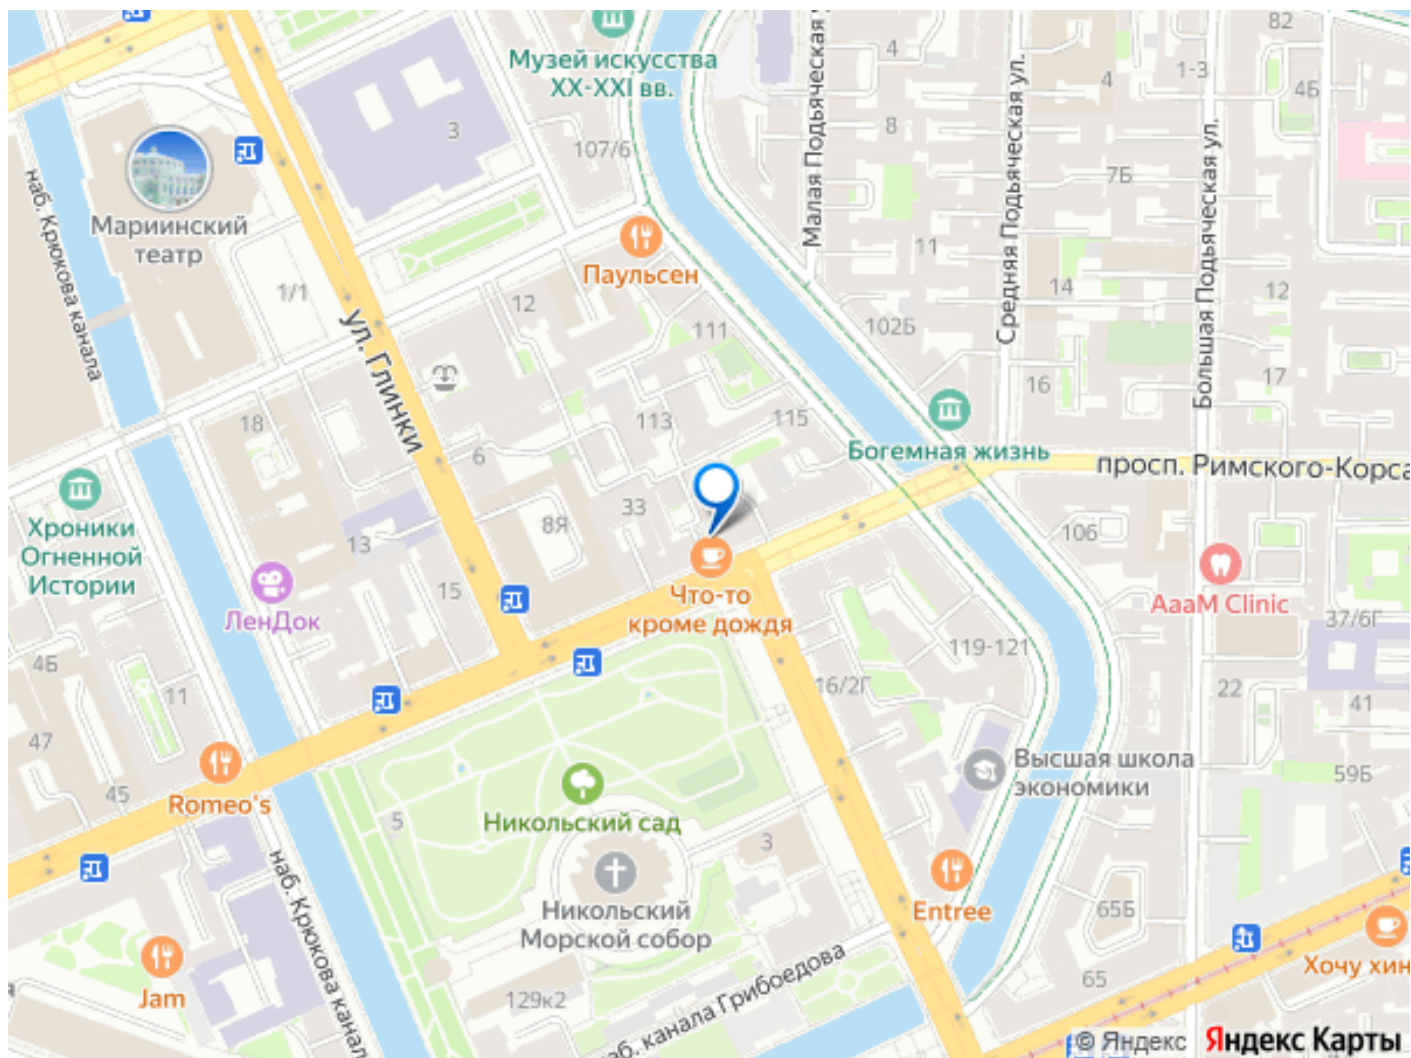 82
Музей искусства
XX-XXI вв.
4
1-3
4
4Б
3
8
107/6
7Б
Малая Подьяческая
Средняя Подьяческая ул.
Большая Подьяческая ул.
наб. Крюкова канала
Мариинский
театр
11
Паульсен
14
12
1/1
12
ул. Глинки
111
102Б
16
17
18
113
115
6
Богемная жизнь
просп. Римского-Корса
Хроники
Огненной
Истории
33
8Я
13
106
15
Что-то
кроме дождя
ЛенДок
AaaM Clinic
37/6Г
119-121
4Б
11
16/2Г
22
41
47
Высшая школа
экономики
59Б
45
Romeo's
5
Никольский сад
3
наб. Крюкова канал
Никольский
Морской собор
Entree
65Б
Хочу хин
Jam
129к2
аб. канала Грибоедова
65
© Яндекс
Яндекс Карты